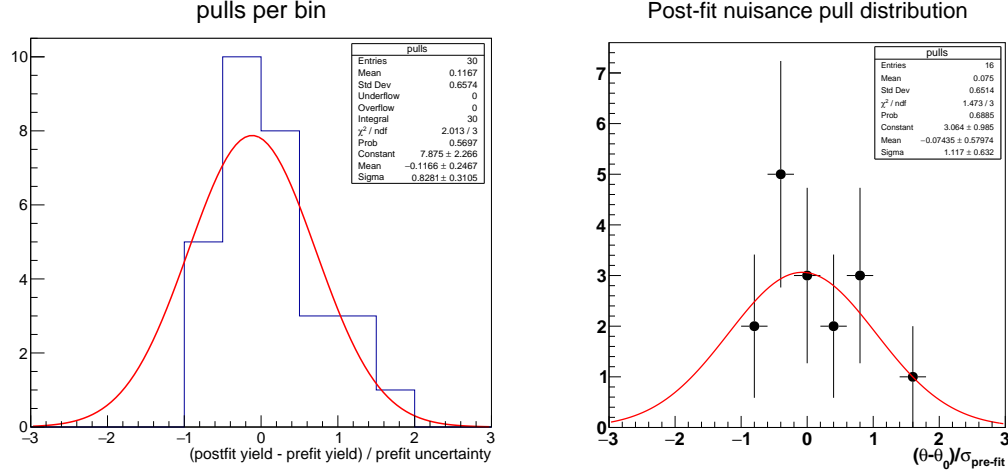 pulls per bin
pulls
Entries 30
Mean 0.1167
Std Dev 0.6574
Underflow 0
Overflow 0
Integral 30
χ² / ndf 2.013 / 3
Prob 0.5697
Constant 7.875 ± 2.266
Mean −0.1166 ± 0.2467
Sigma 0.8281 ± 0.3105
10
8
6
4
2
0
−3 −2 −1 0 1 2 3
(postfit yield - prefit yield) / prefit uncertainty
Post-fit nuisance pull distribution
pulls
Entries 16
Mean 0.075
Std Dev 0.6514
χ² / ndf 1.473 / 3
Prob 0.6885
Constant 3.064 ± 0.985
Mean −0.07435 ± 0.57974
Sigma 1.117 ± 0.632
7
6
5
4
3
2
1
0
−3 −2 −1 0 1 2 3
(θ-θ₀)/σpre-fit